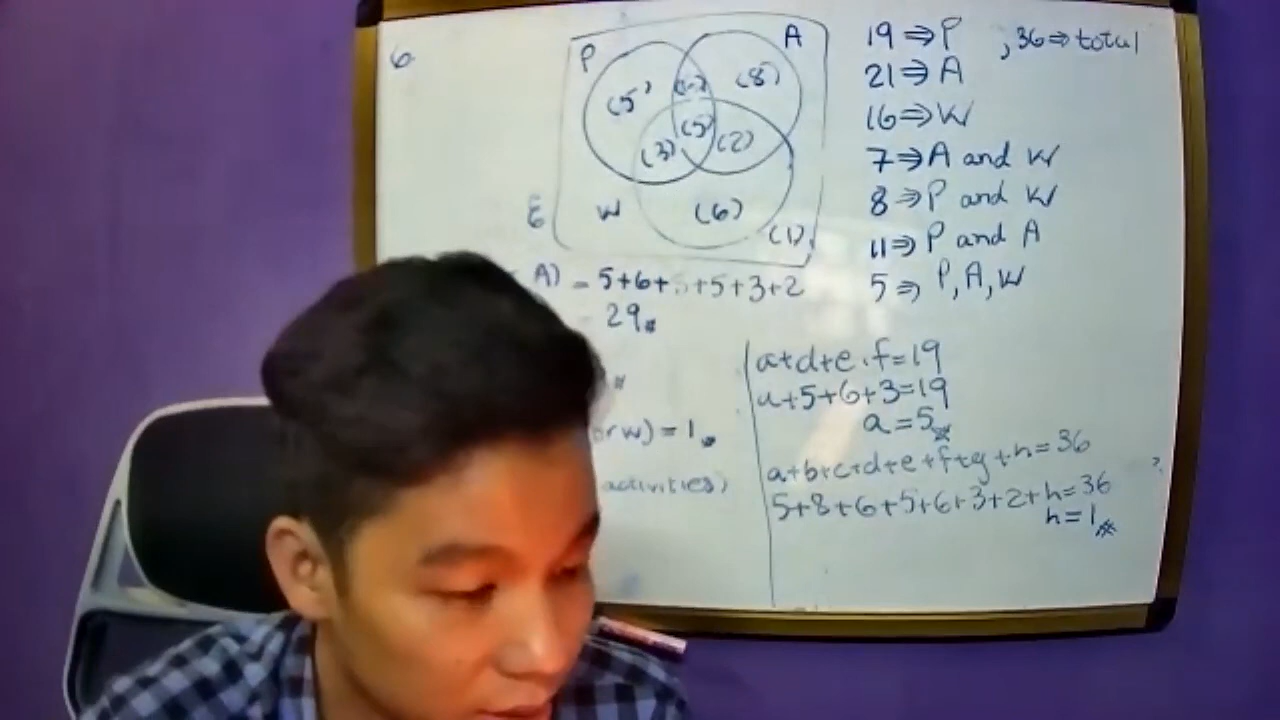 6.
P
A
(5)
(8)
(5)
(3)
(2)
W
(6)
(1)
ξ
19 ⇒ P , 36 ⇒ total
21 ⇒ A
16 ⇒ W
7 ⇒ A and W
8 ⇒ P and W
11 ⇒ P and A
5 ⇒ P, A, W
A) = 5+6+ +5+3+2
29
or W) = 1
activities)
a+d+e f=19
a+5+6+3=19
a=5
a+b+c+d+e+f+g+h=36
5+8+6+5+6+3+2+h=36
h=1